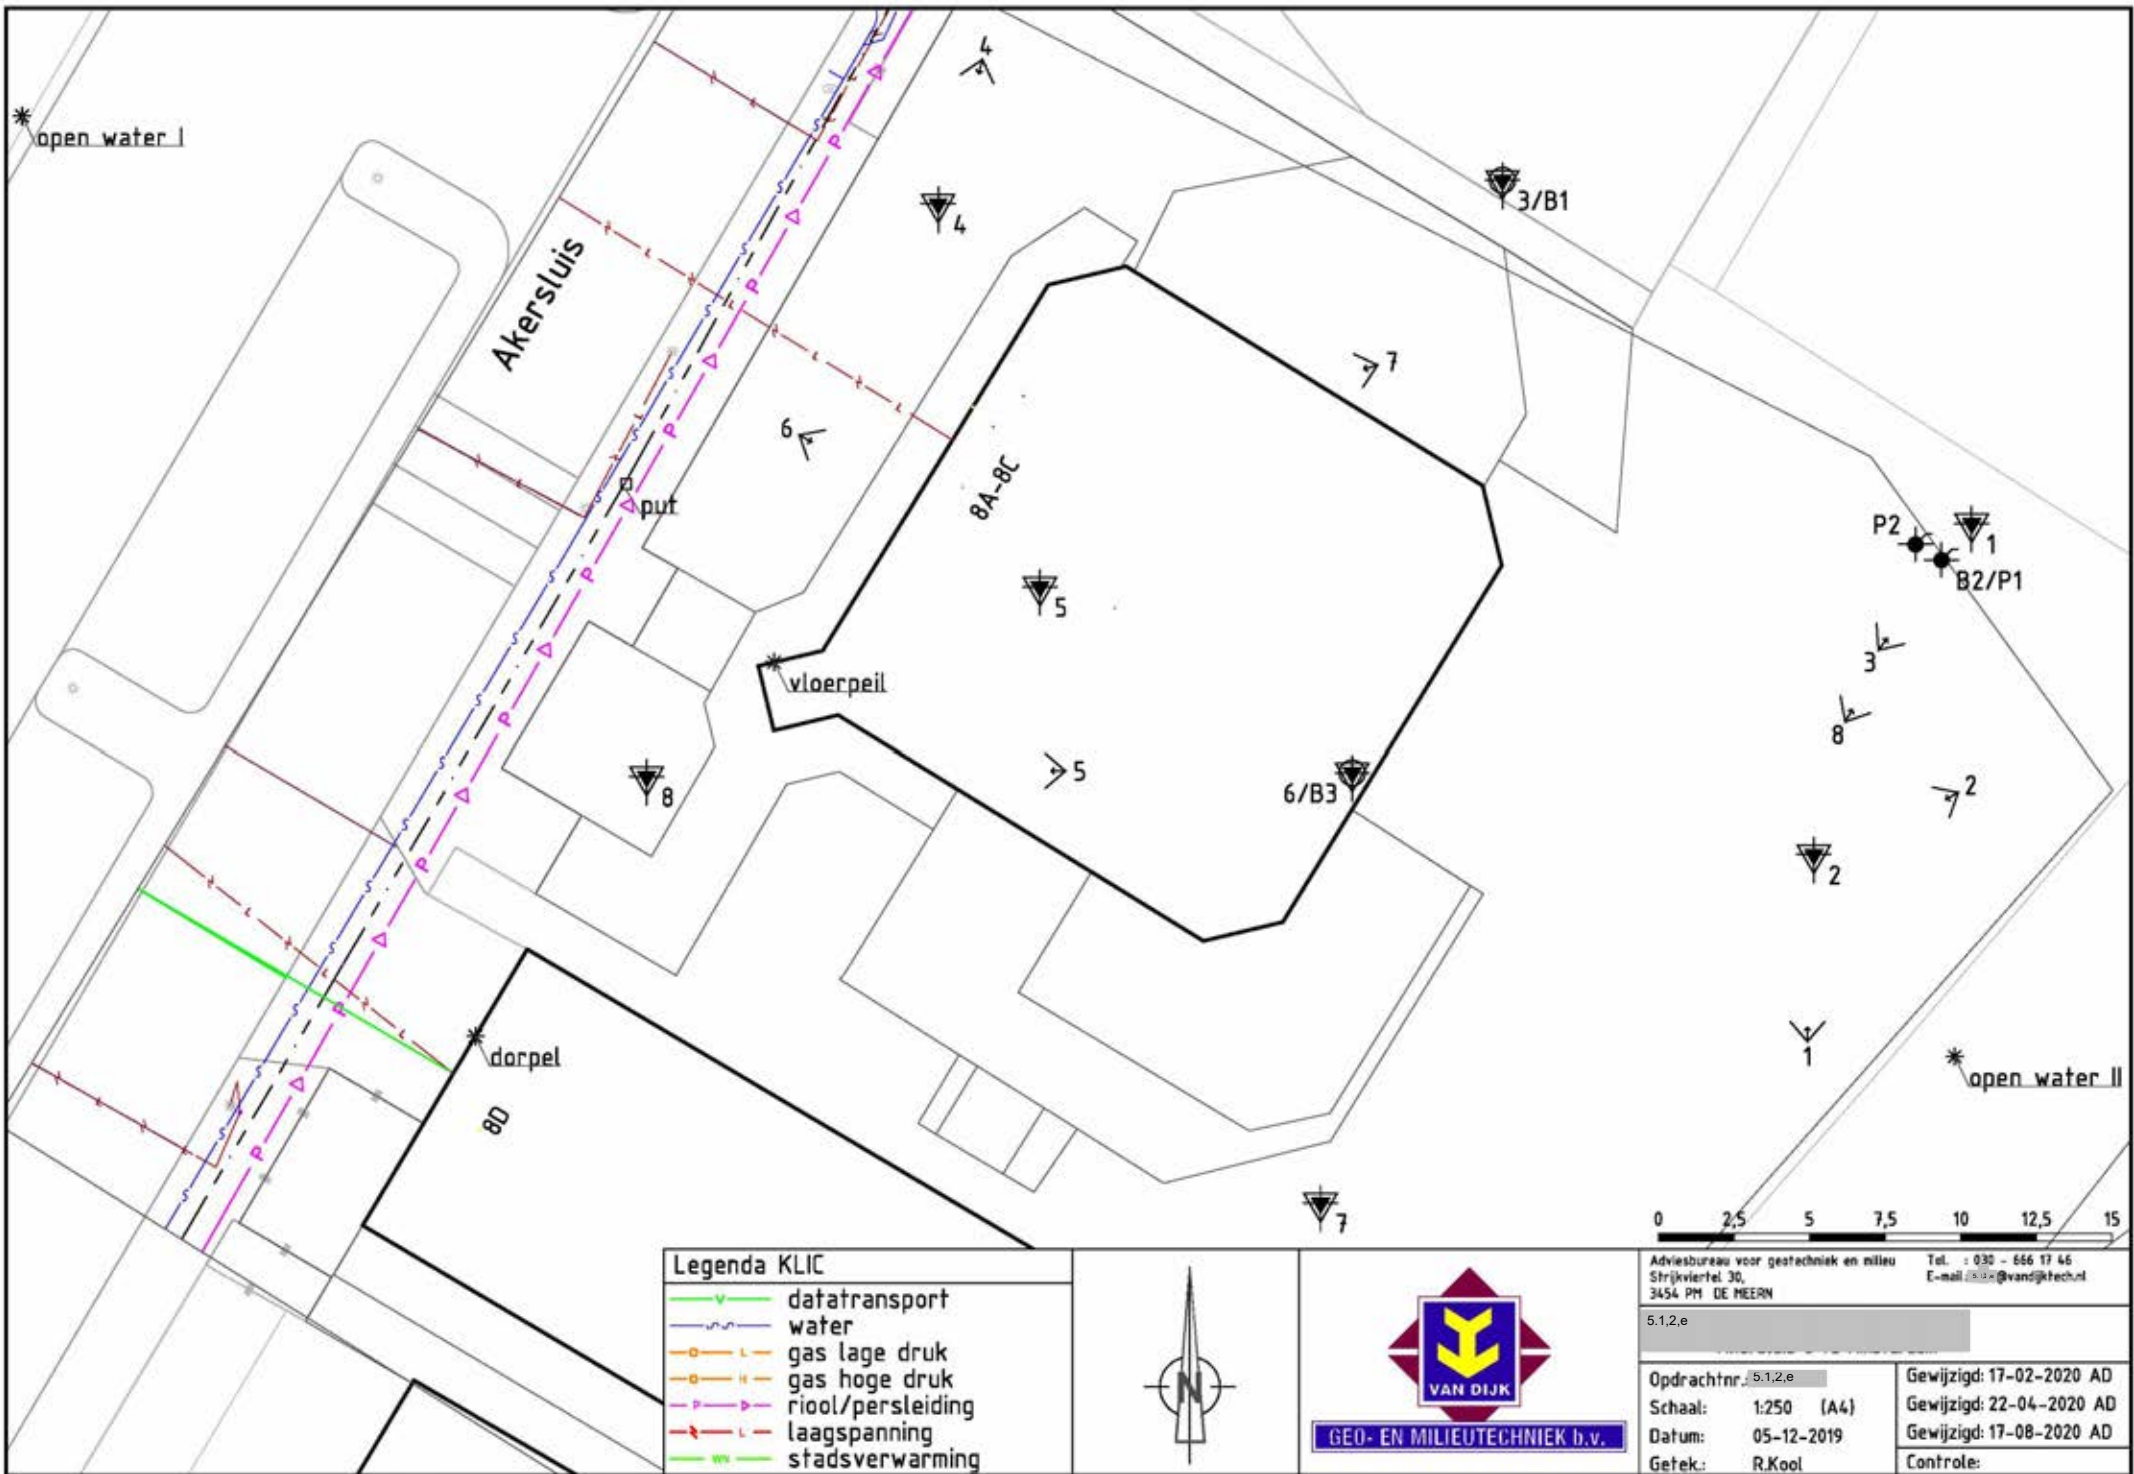 4
open water I
3/B1
4
Akersluis
7
6
8A-8C
put
P2
1
B2/P1
5
3
vloerpeil
8
5
2
6/B3
8
2
dorpel
1
open water II
8D
7
0 2,5 5 7,5 10 12,5 15
Legenda KLIC
datatransport
water
gas lage druk
gas hoge druk
riool/persleiding
laagspanning
stadsverwarming
N
VAN DIJK
GEO- EN MILIEUTECHNIEK b.v.
Adviesbureau voor geotechniek en milieu
Strijkviertel 30,
3454 PM DE MEERN
Tel. : 030 - 666 17 46
E-mail: @vandijktech.nl
5.1,2,e
Opdrachtnr.: 5.1,2,e
Schaal: 1:250 (A4)
Datum: 05-12-2019
Getek.: R.Kool
Gewijzigd: 17-02-2020 AD
Gewijzigd: 22-04-2020 AD
Gewijzigd: 17-08-2020 AD
Controle: